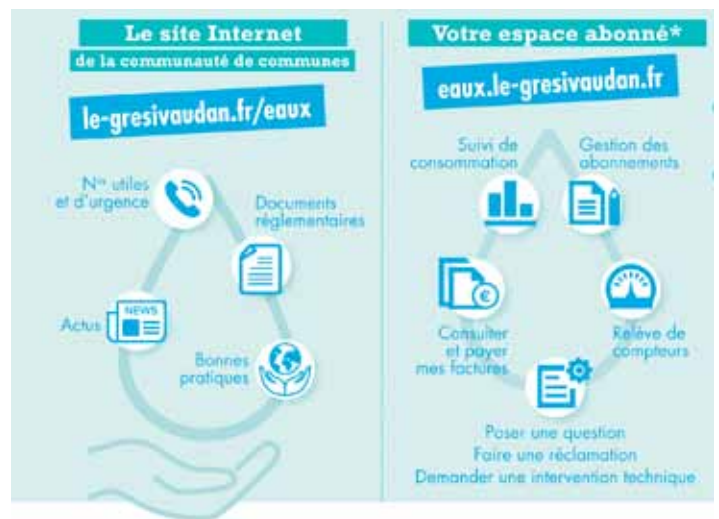 Le site Internet
de la communauté de communes
le-gresivaudan.fr/eaux
Nos utiles
et d'urgence
Documents
réglementaires
NEWS
Actus
Bonnes
pratiques
Votre espace abonné*
eaux.le-gresivaudan.fr
Suivi de
consommation
Gestion des
abonnements
€
Consulter
et payer
mes factures
Relève de
compteurs
Poser une question
Faire une réclamation
Demander une intervention technique